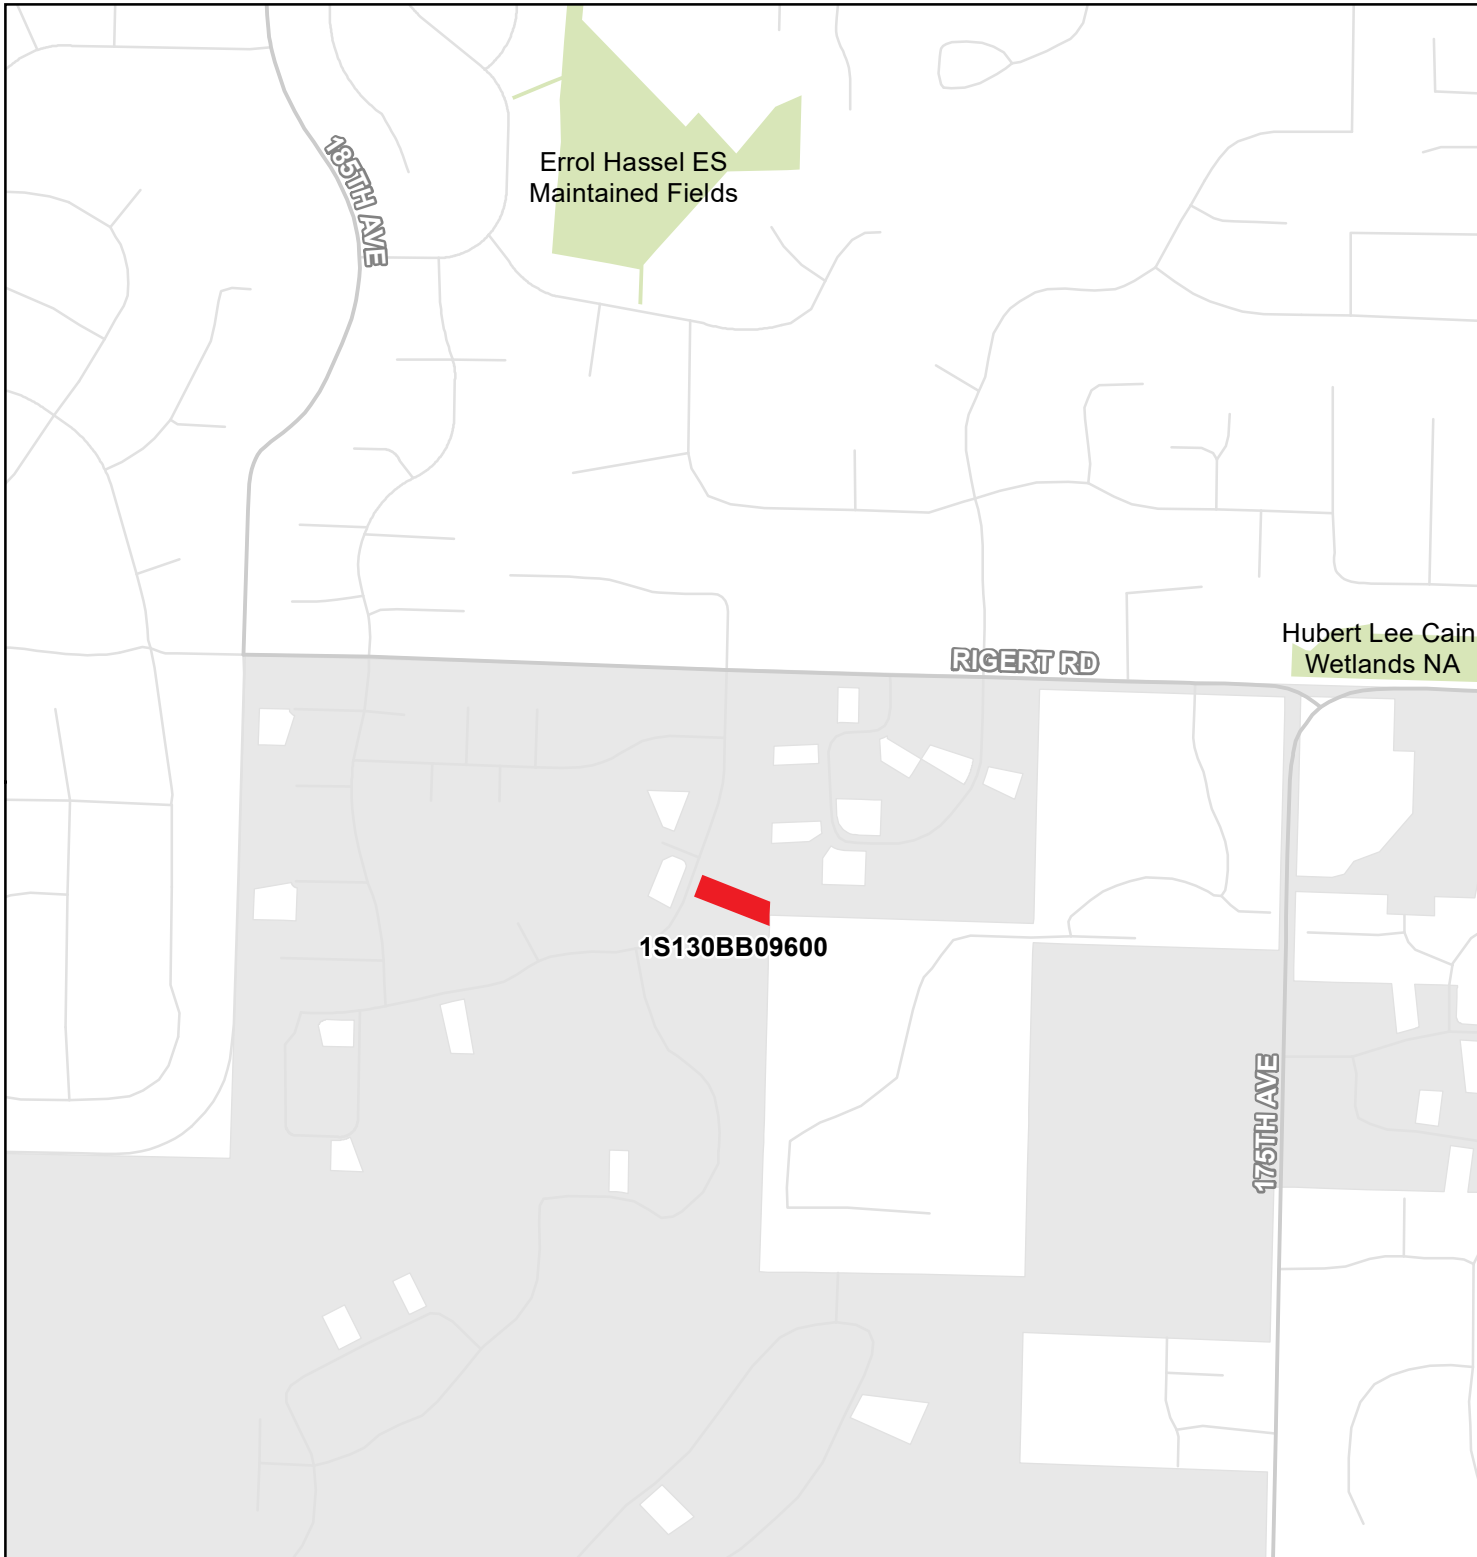 185TH AVE
Errol Hassel ES
Maintained Fields
RIGERT RD
Hubert Lee Cain
Wetlands NA
1S130BB09600
175TH AVE